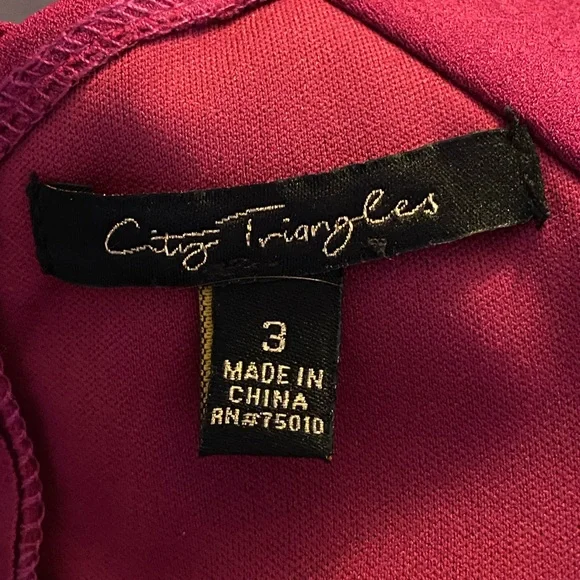 City Triangles
3
MADE IN
CHINA
RN#75010